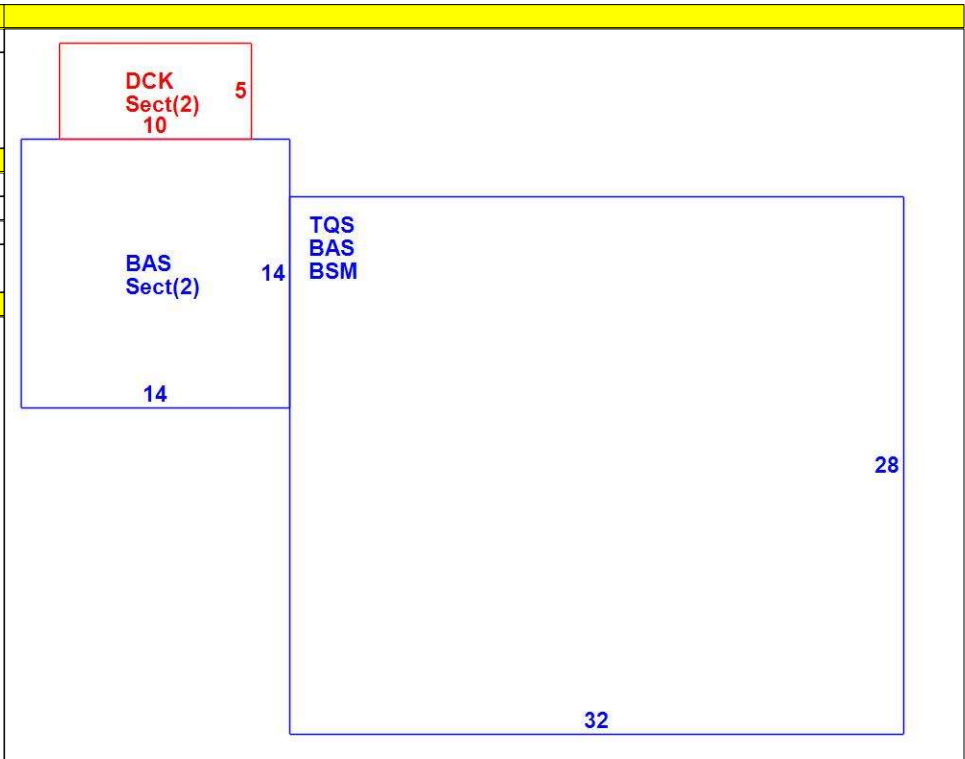 DCK
Sect(2)
5
10
BAS
Sect(2)
14
14
TQS
BAS
BSM
28
32